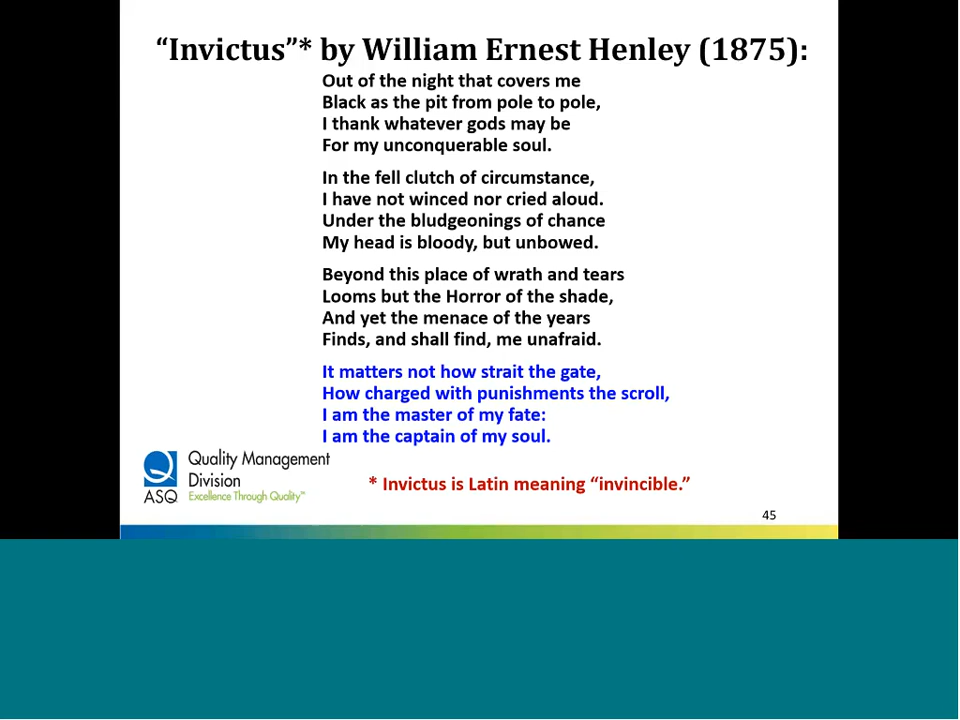 “Invictus”* by William Ernest Henley (1875):
Out of the night that covers me
Black as the pit from pole to pole,
I thank whatever gods may be
For my unconquerable soul.
In the fell clutch of circumstance,
I have not winced nor cried aloud.
Under the bludgeonings of chance
My head is bloody, but unbowed.
Beyond this place of wrath and tears
Looms but the Horror of the shade,
And yet the menace of the years
Finds, and shall find, me unafraid.
It matters not how strait the gate,
How charged with punishments the scroll,
I am the master of my fate:
I am the captain of my soul.
Quality Management
Division
ASQ Excellence Through Quality™
* Invictus is Latin meaning “invincible.”
45